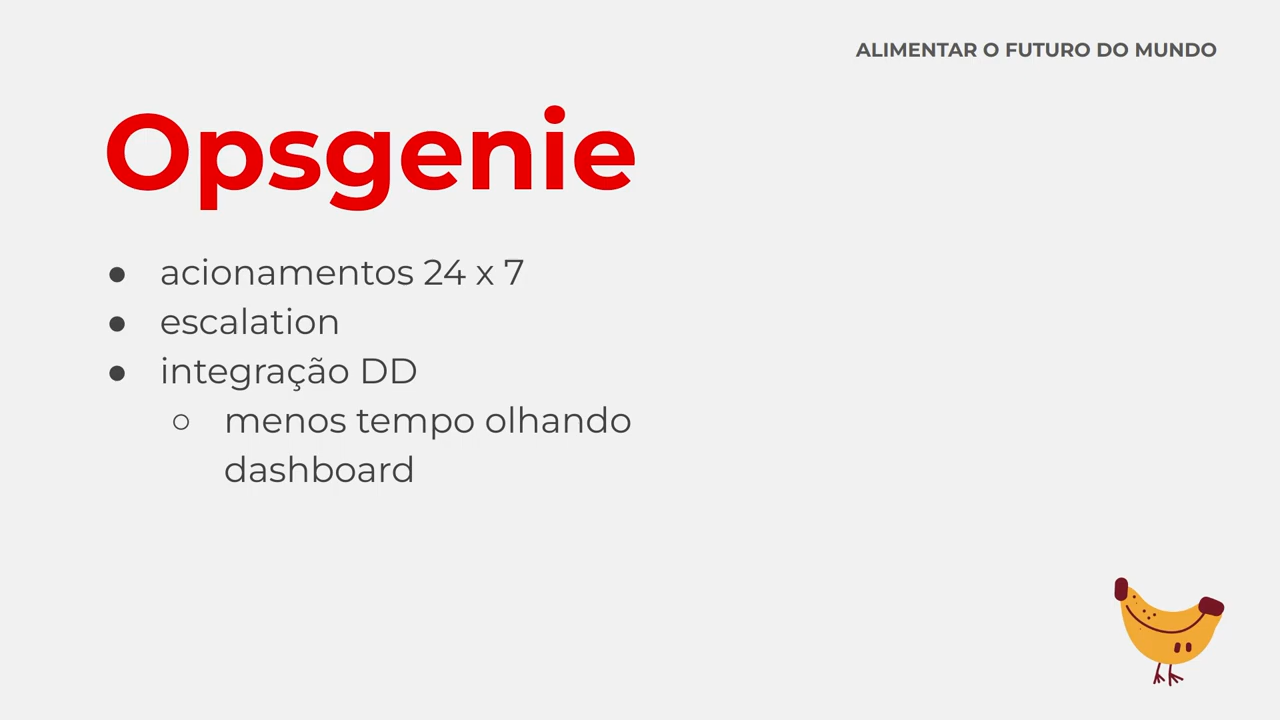 ALIMENTAR O FUTURO DO MUNDO
Opsgenie
● acionamentos 24 x 7
● escalation
● integração DD
○ menos tempo olhando
dashboard